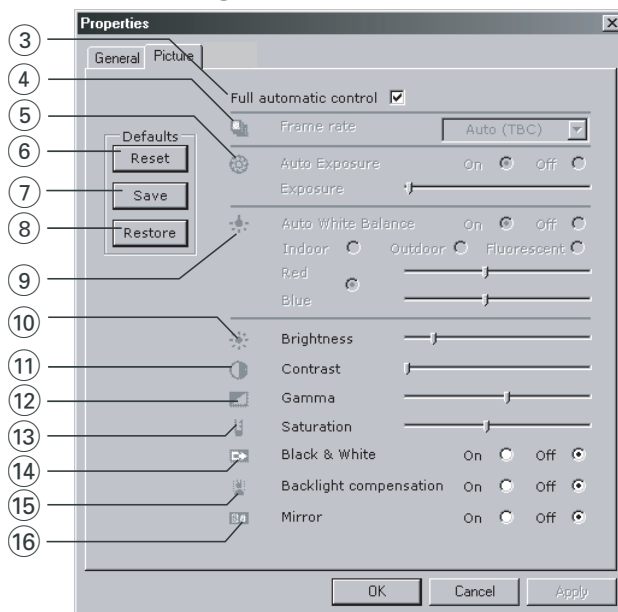 Properties
General Picture
3
Full automatic control
4
Frame rate Auto (TBC)
5
Defaults
Auto Exposure On Off
6
Reset
Exposure
7
Save
8
Restore
Auto White Balance On Off
Indoor Outdoor Fluorescent
9
Red
Blue
10
Brightness
11
Contrast
12
Gamma
13
Saturation
14
Black & White On Off
15
Backlight compensation On Off
16
Mirror On Off
OK Cancel Apply